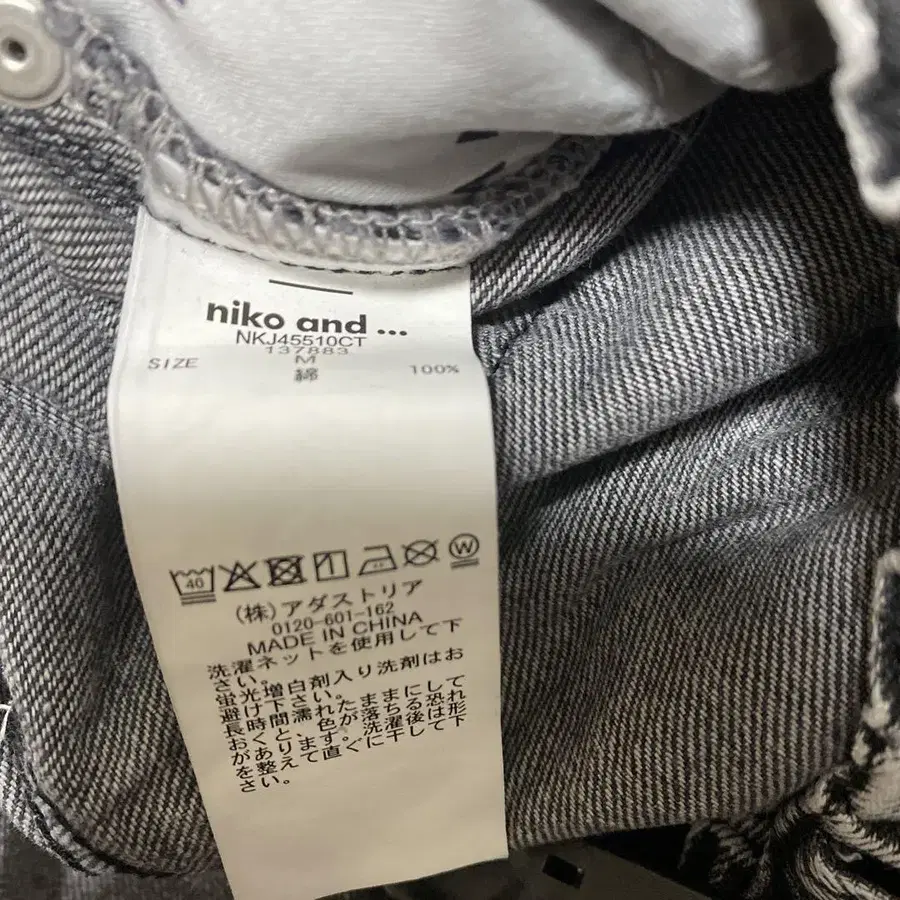 niko and ...
NKJ45510CT
137883
SIZE M
綿 100%
40
W
(株)アダストリア
0120-601-162
MADE IN CHINA
洗濯ネットを使用して下
さい。
蛍光増白剤入り洗剤はお
避け下さい。
長時間濡れたままにして
おくと、色が落ちる恐れ
があります。洗濯後は形
を整えて直ぐに干して下
さい。